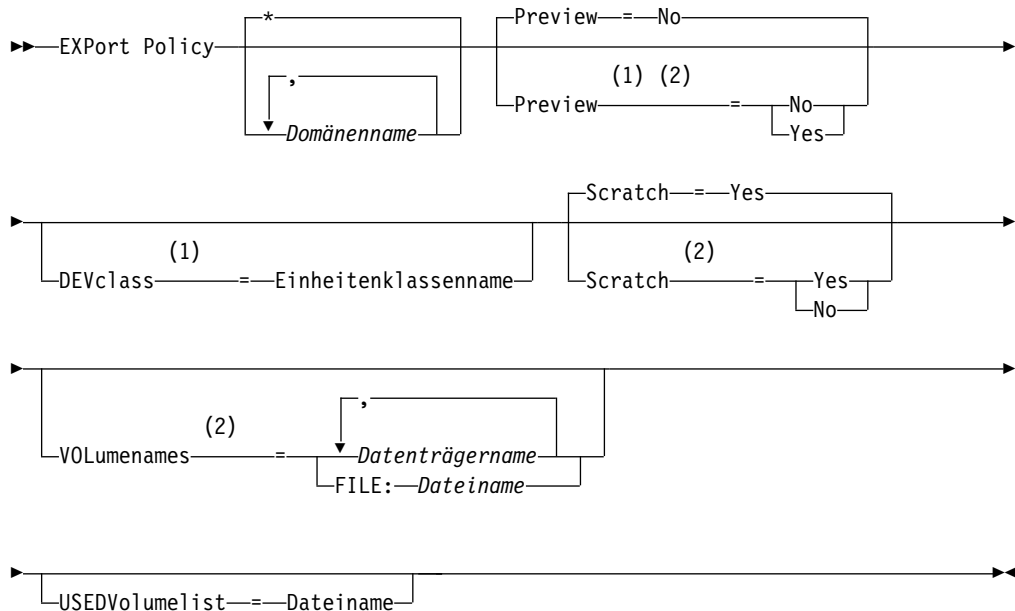 *
Preview = No
EXPort Policy
,
(1) (2)
Preview = No
Domänenname
Yes
Scratch = Yes
(1)
(2)
DEVclass = Einheitenklassenname
Scratch = Yes
No
,
(2)
VOLumenames = Datenträgername
FILE: Dateiname
USEDVolumelist = Dateiname